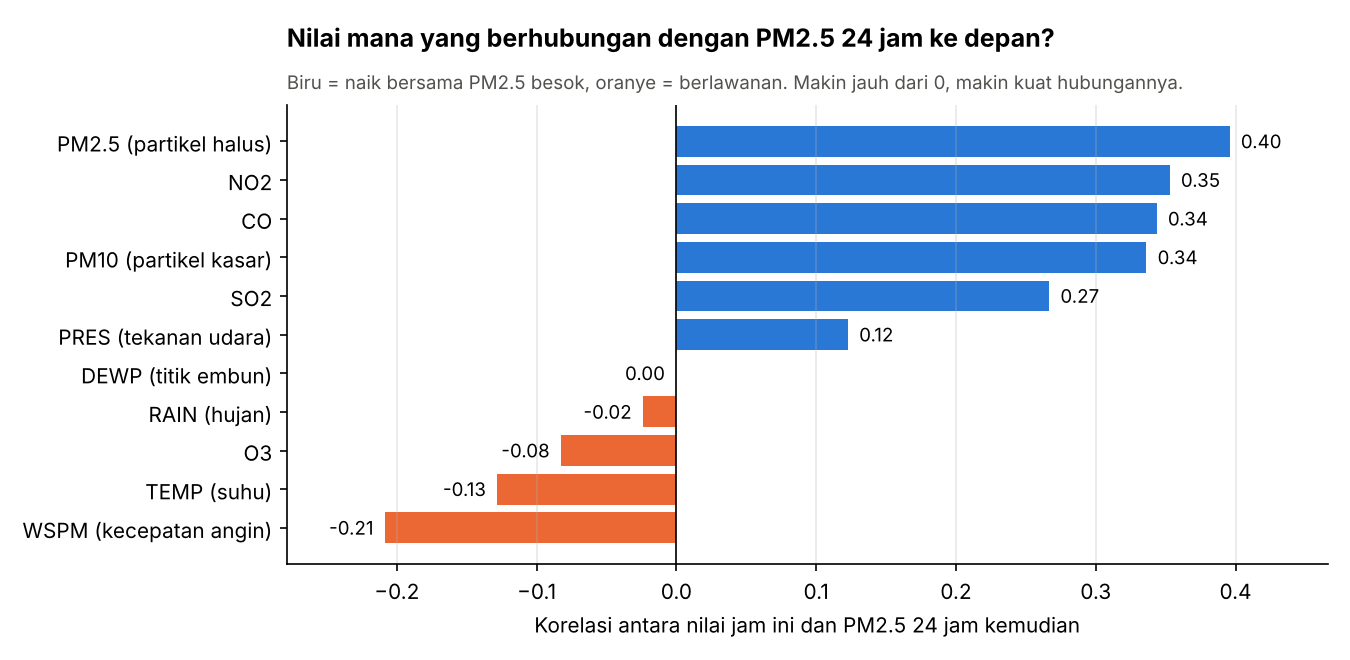 Nilai mana yang berhubungan dengan PM2.5 24 jam ke depan?
Biru = naik bersama PM2.5 besok, oranye = berlawanan. Makin jauh dari 0, makin kuat hubungannya.
PM2.5 (partikel halus) 0.40
NO2 0.35
CO 0.34
PM10 (partikel kasar) 0.34
SO2 0.27
PRES (tekanan udara) 0.12
DEWP (titik embun) 0.00
RAIN (hujan) -0.02
O3 -0.08
TEMP (suhu) -0.13
WSPM (kecepatan angin) -0.21
−0.2 −0.1 0.0 0.1 0.2 0.3 0.4
Korelasi antara nilai jam ini dan PM2.5 24 jam kemudian